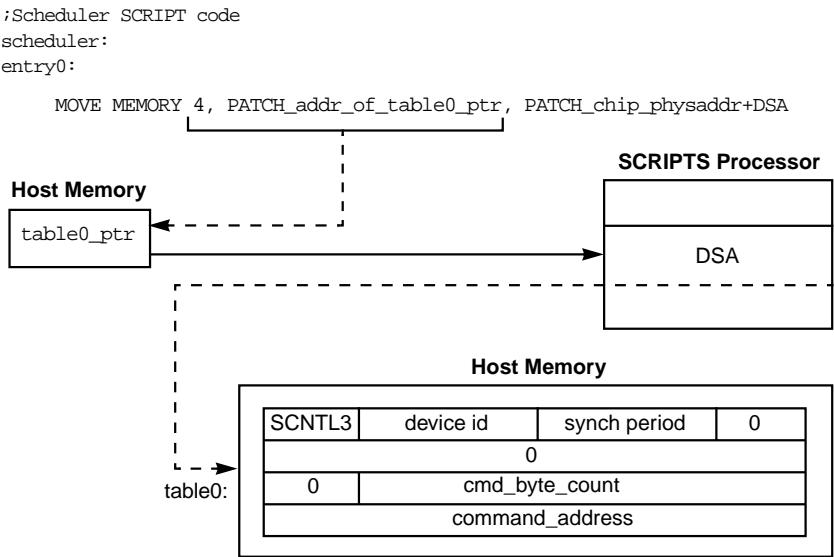 ;Scheduler SCRIPT code
scheduler:
entry0:
MOVE MEMORY 4, PATCH_addr_of_table0_ptr, PATCH_chip_physaddr+DSA
SCRIPTS Processor
Host Memory
table0_ptr
DSA
Host Memory
SCNTL3 device id synch period 0
0
table0:
0 cmd_byte_count
command_address